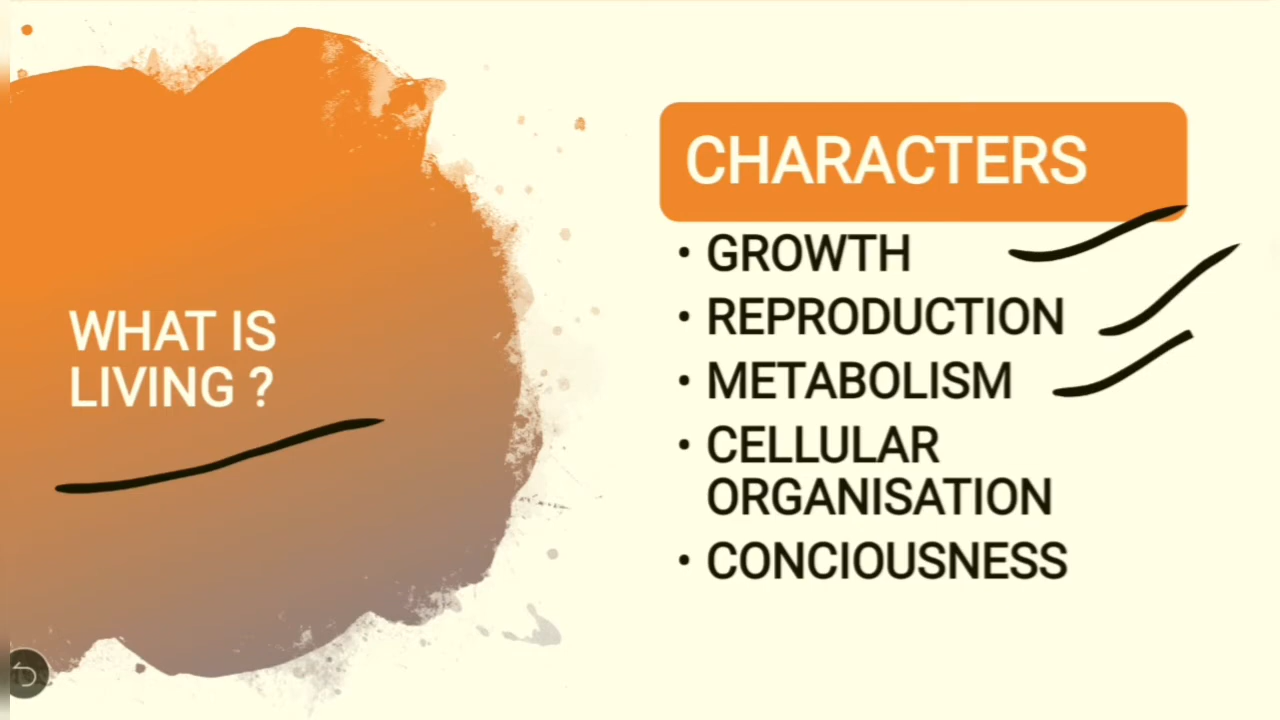 WHAT IS
LIVING ?
CHARACTERS
• GROWTH
• REPRODUCTION
• METABOLISM
• CELLULAR
ORGANISATION
• CONCIOUSNESS